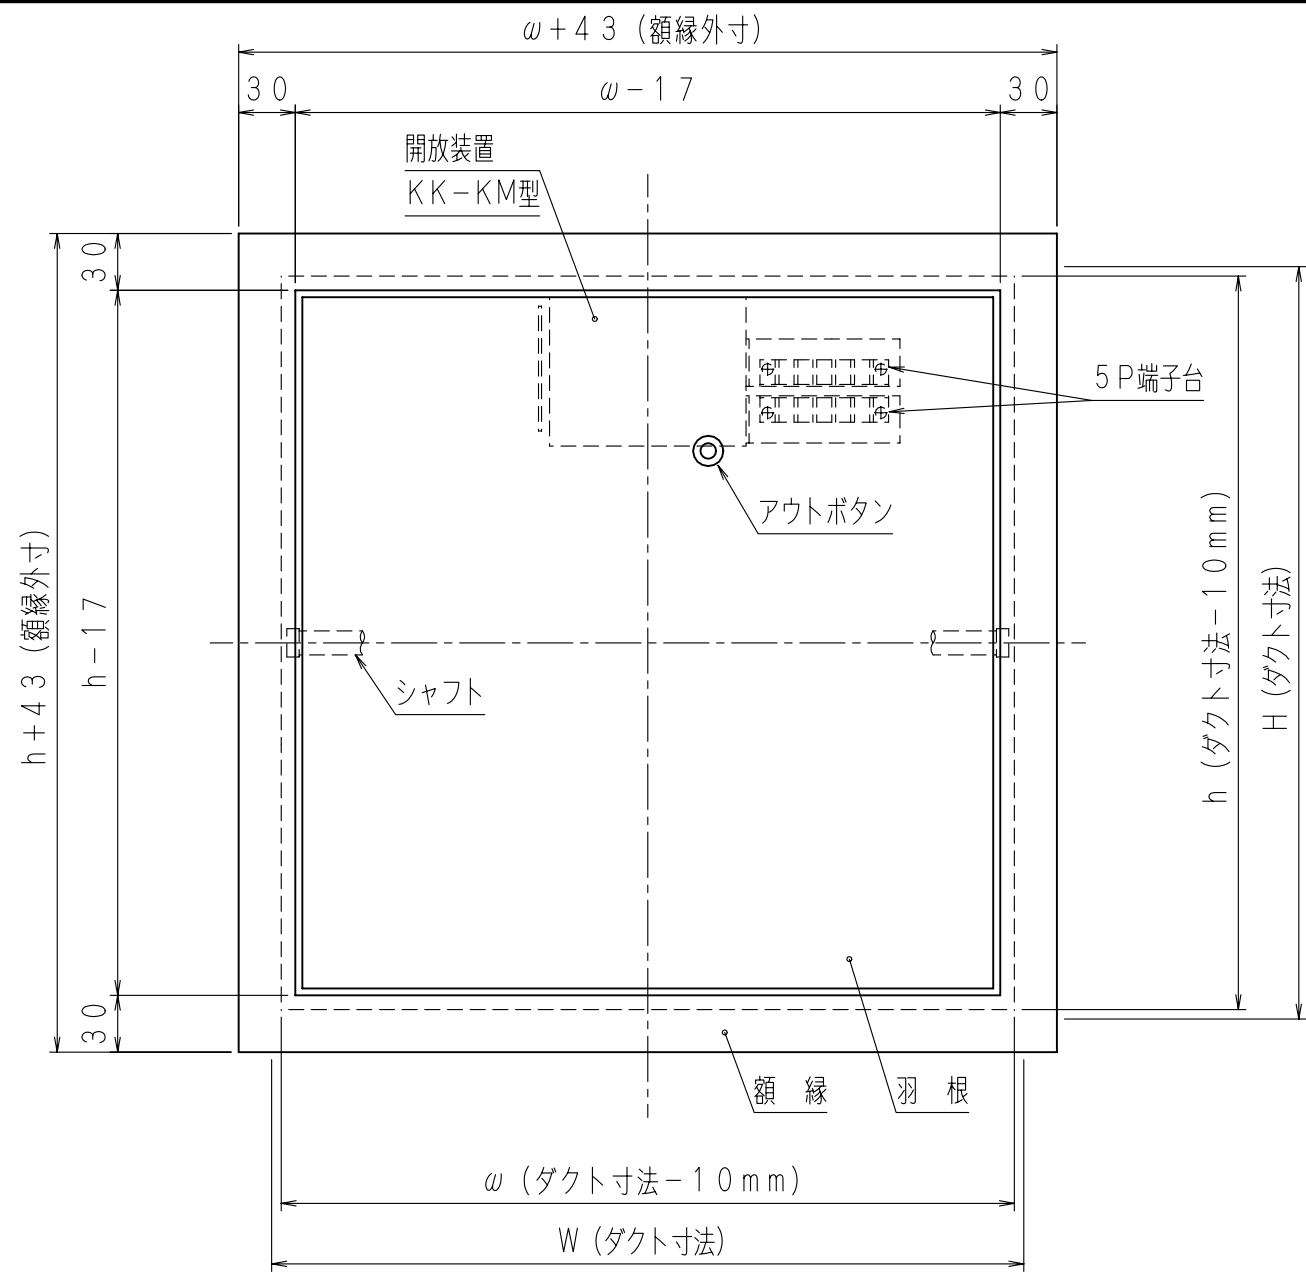 ω+43(額縁外寸)
30
ω-17
30
開放装置
KK-KM型
30
h-17
30
h+43(額縁外寸)
5P端子台
アウトボタン
シャフト
h(ダクト寸法-10mm)
H(ダクト寸法)
額 縁
羽 根
ω(ダクト寸法-10mm)
W(ダクト寸法)